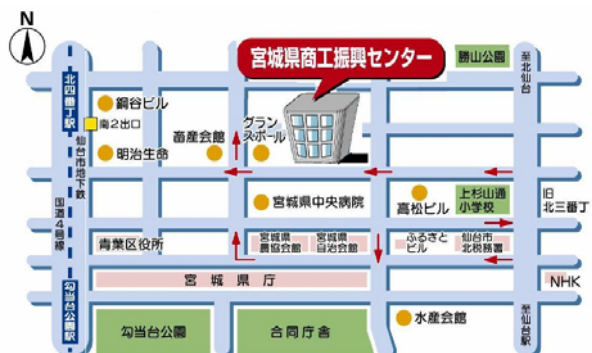 N
宮城県商工振興センター
勝山公園
至北仙台
北四番丁駅
鋼谷ビル
南2出口
グラン
スポール
畜産会館
明治生命
仙台市地下鉄
宮城県中央病院
高松ビル
上杉山通
小学校
旧
北三番丁
国道4号線
青葉区役所
宮城県
農協会館
宮城県
自治会館
ふるさと
ビル
仙台市
北税務署
宮城県庁
NHK
勾当台公園駅
勾当台公園
合同庁舎
水産会館
至仙台駅